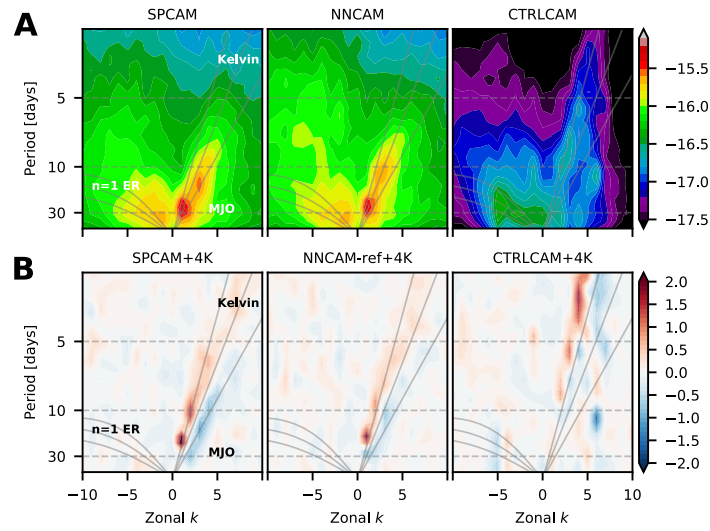 A
SPCAM
NNCAM
CTRLCAM
Kelvin
n=1 ER
MJO
Period [days]
5
10
30
−15.5
−16.0
−16.5
−17.0
−17.5
B
SPCAM+4K
NNCAM-ref+4K
CTRLCAM+4K
Kelvin
n=1 ER
MJO
Period [days]
5
10
30
2.0
1.5
1.0
0.5
0.0
−0.5
−1.0
−1.5
−2.0
−10 −5 0 5
−5 0 5
−5 0 5 10
Zonal k
Zonal k
Zonal k